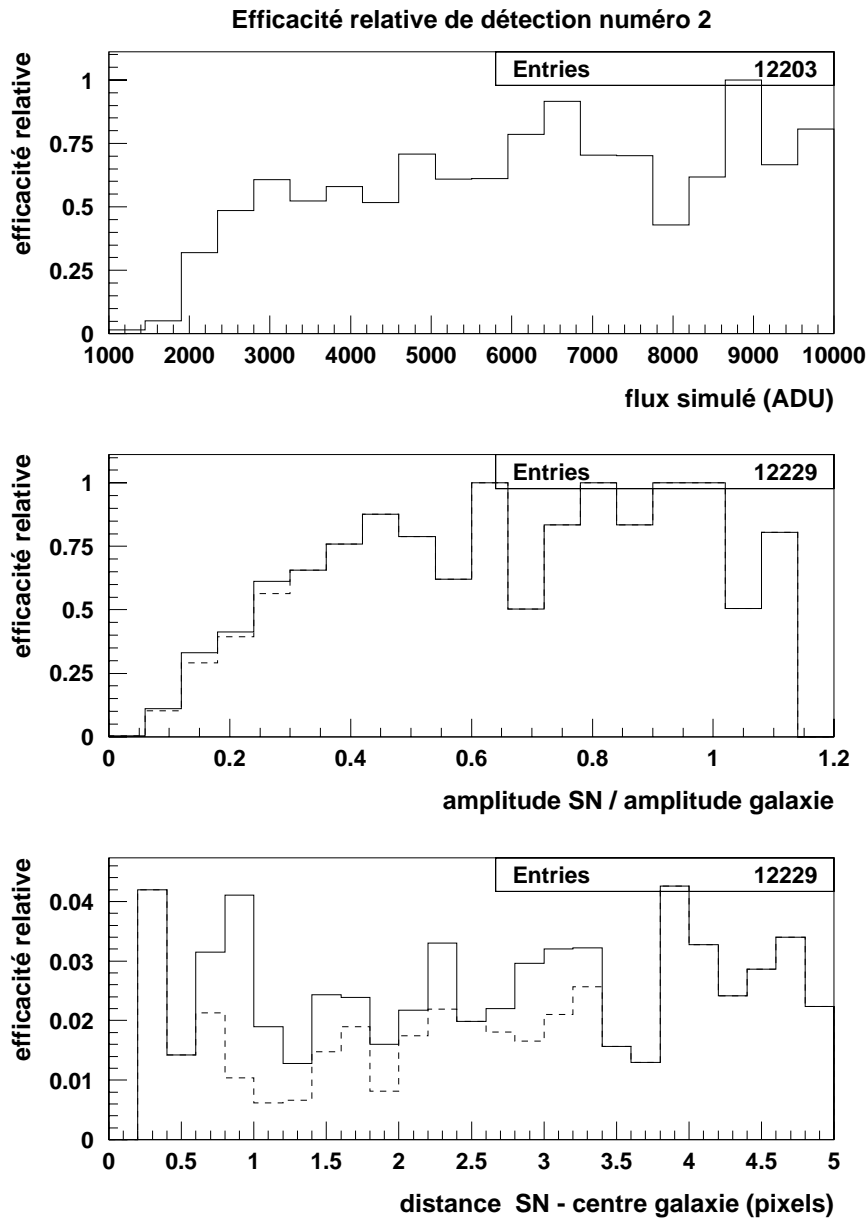 Efficacité relative de détection numéro 2
Entries 12203
efficacité relative
1
0.75
0.5
0.25
0
1000 2000 3000 4000 5000 6000 7000 8000 9000 10000
flux simulé (ADU)
Entries 12229
efficacité relative
1
0.75
0.5
0.25
0
0 0.2 0.4 0.6 0.8 1 1.2
amplitude SN / amplitude galaxie
Entries 12229
efficacité relative
0.04
0.03
0.02
0.01
0
0 0.5 1 1.5 2 2.5 3 3.5 4 4.5 5
distance SN - centre galaxie (pixels)